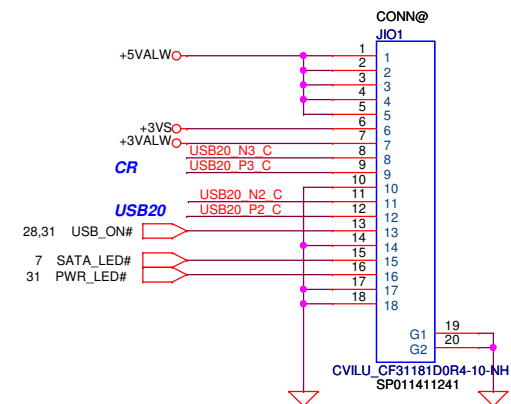 CONN@
JIO1
+5VALW 1 1
2 2
3 3
4 4
5 5
+3VS 6 6
+3VALW 7 7
CR USB20_N3_C 8 8
USB20_P3_C 9 9
10 10
USB20 USB20_N2_C 11 11
USB20_P2_C 12 12
28,31 USB_ON# 13 13
14 14
7 SATA_LED# 15 15
31 PWR_LED# 16 16
17 17
18 18
G1 19
G2 20
CVILU_CF31181D0R4-10-NH
SP011411241